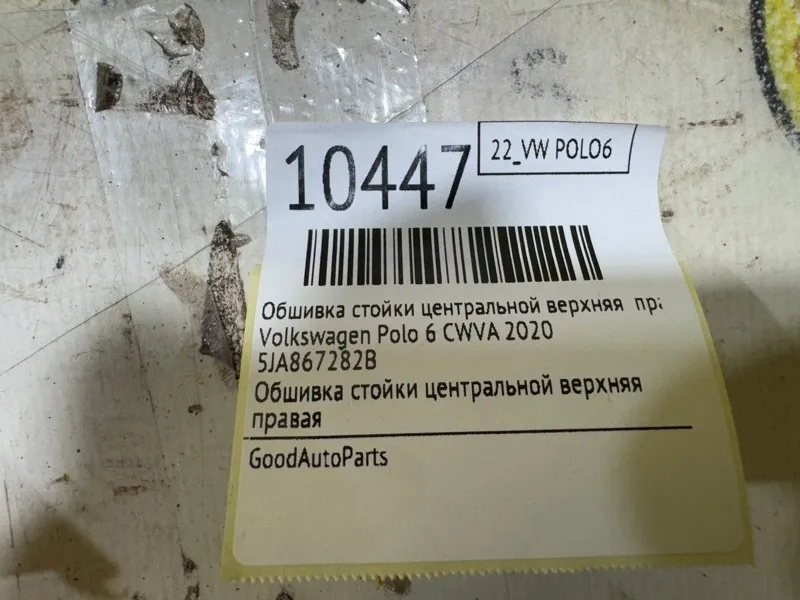 10447
22_VW POLO6
Обшивка стойки центральной верхняя пра
Volkswagen Polo 6 CWVA 2020
5JA867282B
Обшивка стойки центральной верхняя
правая
GoodAutoParts